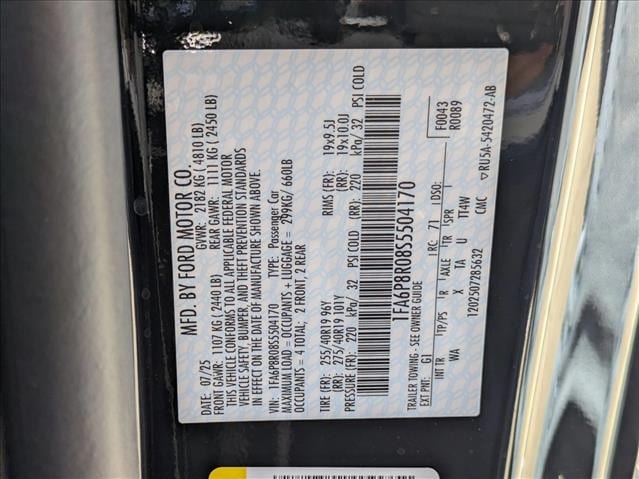 MFD. BY FORD MOTOR CO.
DATE: 07/25 GVWR: 2182 KG ( 4810 LB)
FRONT GAWR: 1107 KG ( 2440 LB) REAR GAWR: 1111 KG ( 2450 LB)
THIS VEHICLE CONFORMS TO ALL APPLICABLE FEDERAL MOTOR
VEHICLE SAFETY, BUMPER, AND THEFT PREVENTION STANDARDS
IN EFFECT ON THE DATE OF MANUFACTURE SHOWN ABOVE.
VIN: 1FA6P8R08S5504170 TYPE: Passenger Car
MAXIMUM LOAD = OCCUPANTS + LUGGAGE = 299KG/ 660LB
OCCUPANTS = 4 TOTAL; 2 FRONT, 2 REAR
TIRE (FR): 255/40R19 96Y RIMS (FR): 19x9.5J
(RR): 275/40R19 101Y (RR): 19x10.0J
PRESSURE (FR): 220 kPa/ 32 PSI COLD (RR): 220 kPa/ 32 PSI COLD
1FA6P8R08S5504170
TRAILER TOWING - SEE OWNER GUIDE F0043
EXT PNT: G1 RC: 71 DSO: R0089
INT TR TP/PS R AXLE TR SPR
WA X TA U TT4W
U CMC
1202507285632 ▽RU5A-5420472-AB